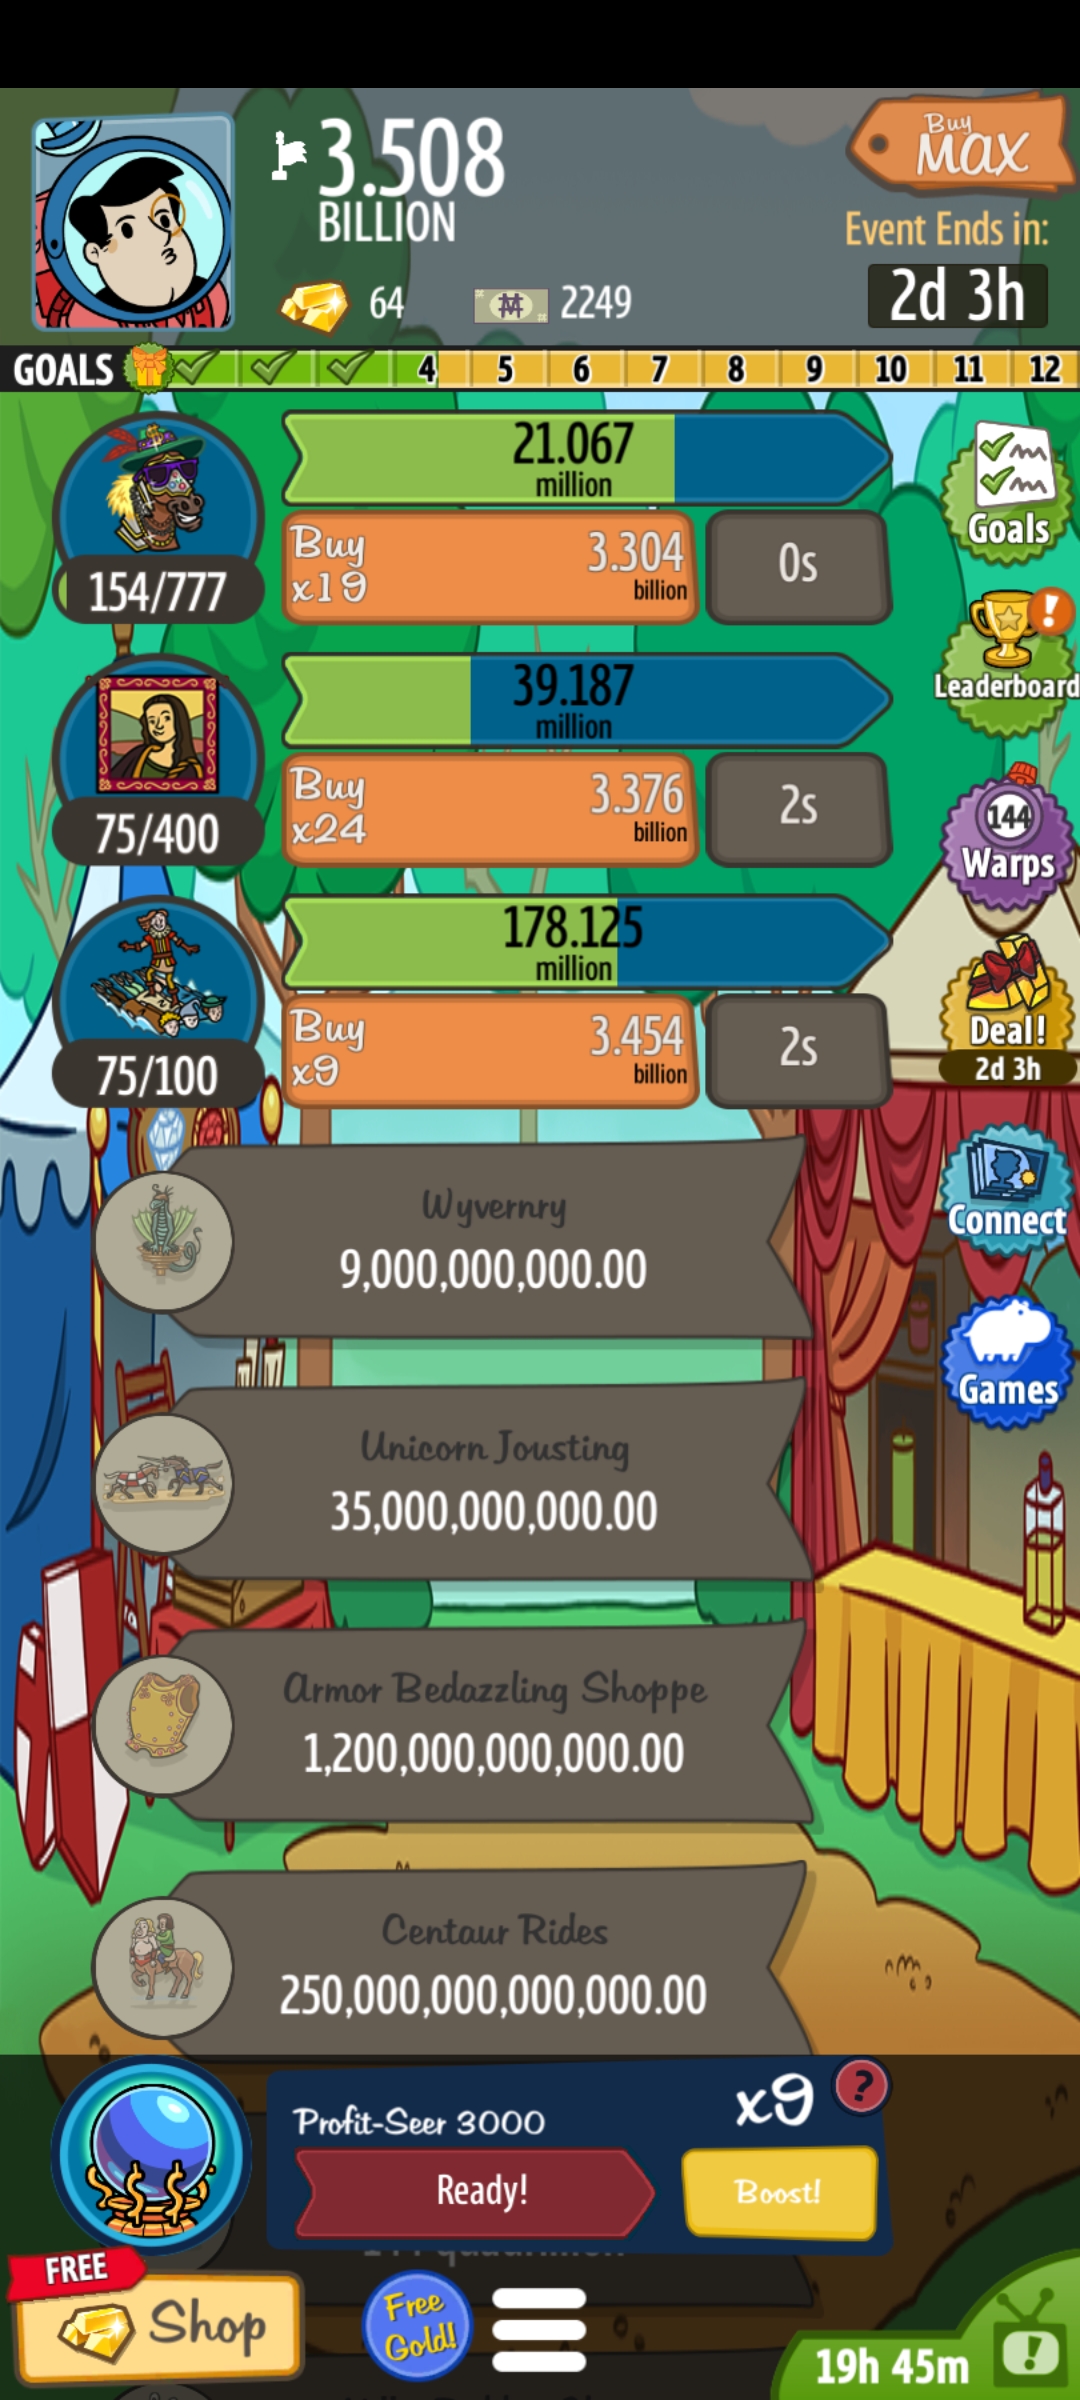 3.508
BILLION
Buy
MAX
Event Ends in:
2d 3h
64
2249
GOALS
4
5
6
7
8
9
10
11
12
21.067
million
154/777
Buy
x19
3.304
billion
0s
Goals
Leaderboard
39.187
million
75/400
Buy
x24
3.376
billion
2s
144
Warps
178.125
million
75/100
Buy
x9
3.454
billion
2s
Deal!
2d 3h
Wyvernry
9,000,000,000.00
Connect
Unicorn Jousting
35,000,000,000.00
Games
Armor Bedazzling Shoppe
1,200,000,000,000.00
Centaur Rides
250,000,000,000,000.00
Profit-Seer 3000
x9
?
Ready!
Boost!
FREE
Shop
Free
Gold!
19h 45m